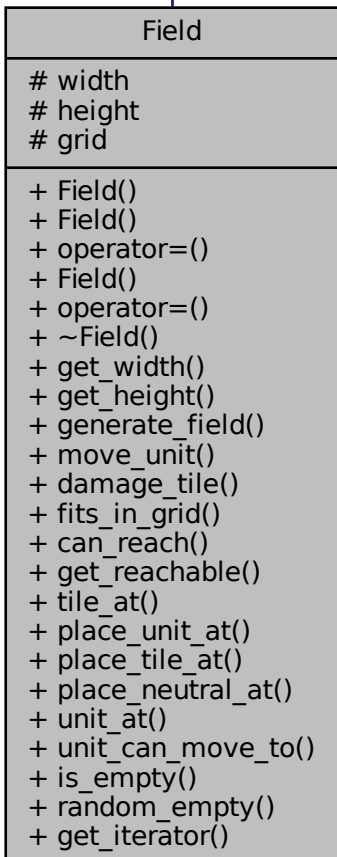 Field
# width
# height
# grid
+ Field()
+ Field()
+ operator=()
+ Field()
+ operator=()
+ ~Field()
+ get_width()
+ get_height()
+ generate_field()
+ move_unit()
+ damage_tile()
+ fits_in_grid()
+ can_reach()
+ get_reachable()
+ tile_at()
+ place_unit_at()
+ place_tile_at()
+ place_neutral_at()
+ unit_at()
+ unit_can_move_to()
+ is_empty()
+ random_empty()
+ get_iterator()